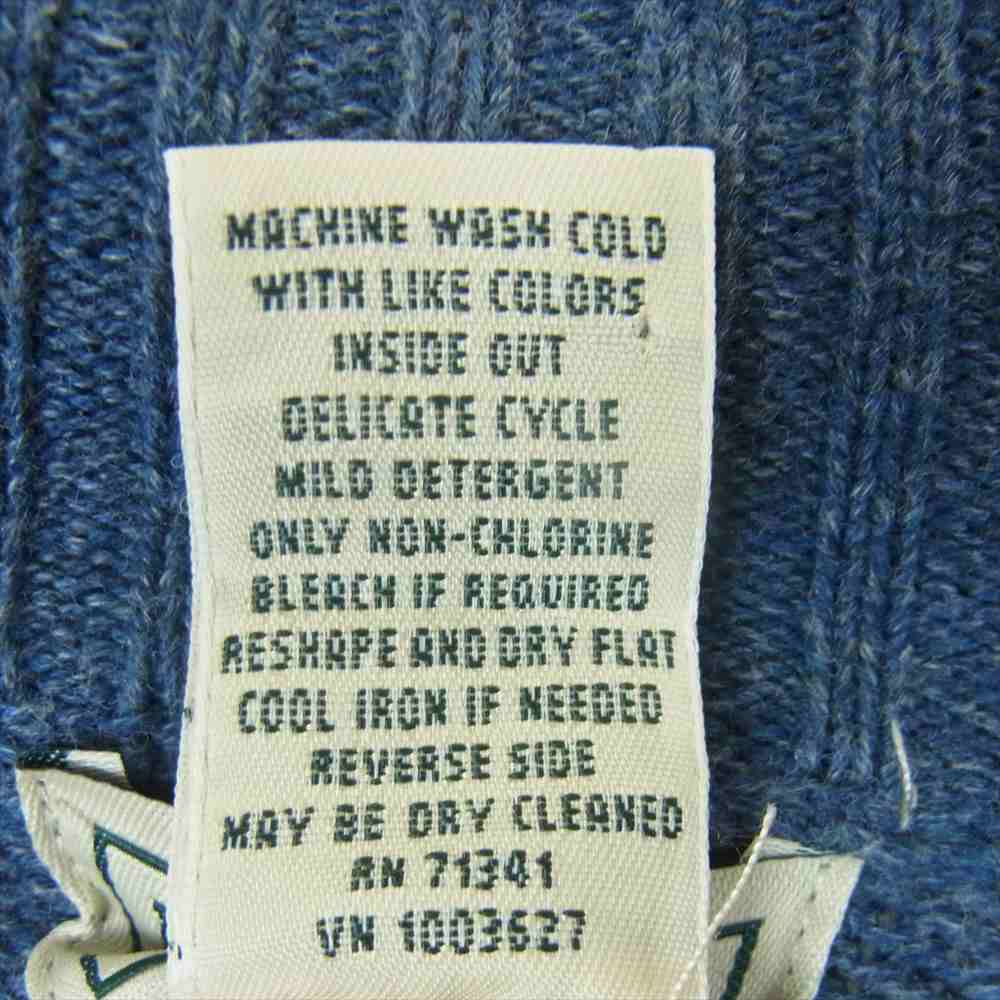 MACHINE WASH COLD
WITH LIKE COLORS
INSIDE OUT
DELICATE CYCLE
MILD DETERGENT
ONLY NON-CHLORINE
BLEACH IF REQUIRED
RESHAPE AND DRY FLAT
COOL IRON IF NEEDED
REVERSE SIDE
MAY BE DRY CLEANED
RN 71341
VN 1003627